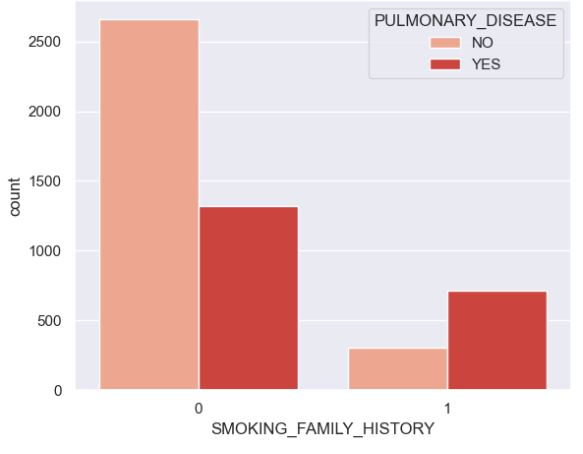 PULMONARY_DISEASE
NO
YES
2500
2000
1500
1000
500
0
count
0 1
SMOKING_FAMILY_HISTORY